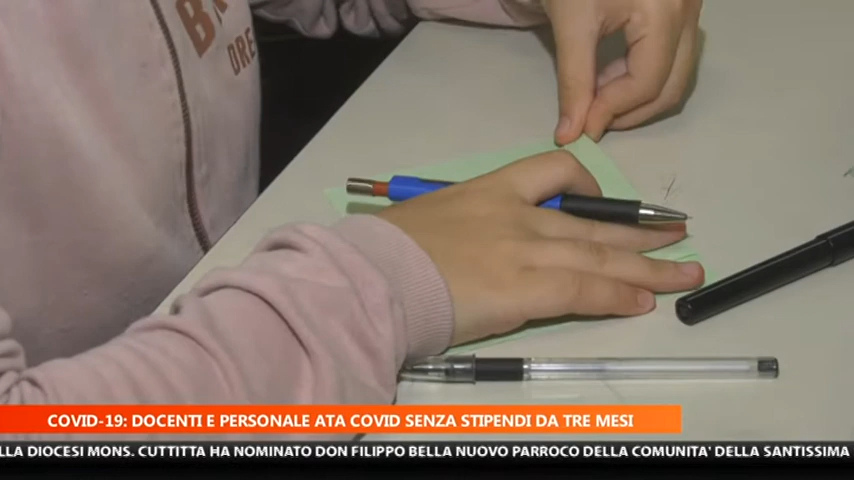 ORE
COVID-19: DOCENTI E PERSONALE ATA COVID SENZA STIPENDI DA TRE MESI
LLA DIOCESI MONS. CUTTITTA HA NOMINATO DON FILIPPO BELLA NUOVO PARROCO DELLA COMUNITA' DELLA SANTISSIMA